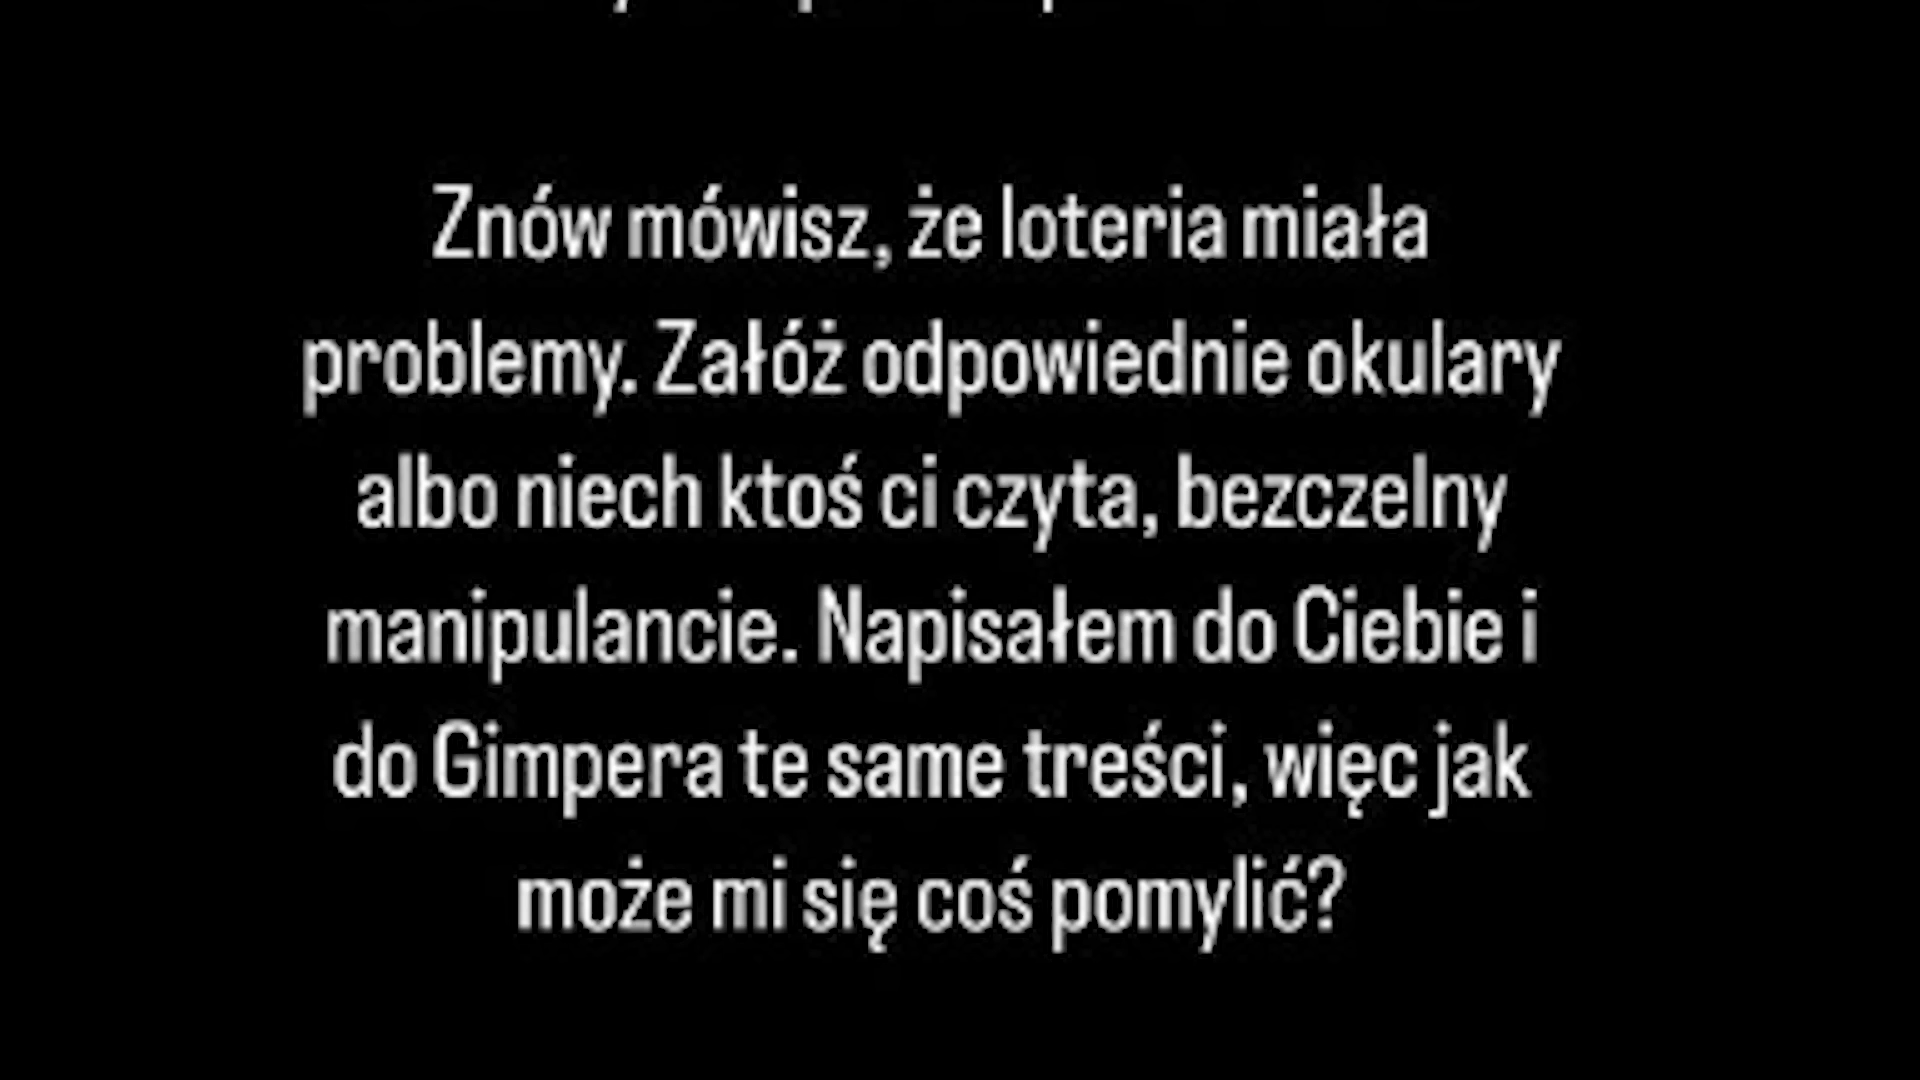 Znów mówisz, że loteria miała
problemy. Załóż odpowiednie okulary
albo niech ktoś ci czyta, bezczelny
manipulancie. Napisałem do Ciebie i
do Gimpera te same treści, więc jak
może mi się coś pomylić?